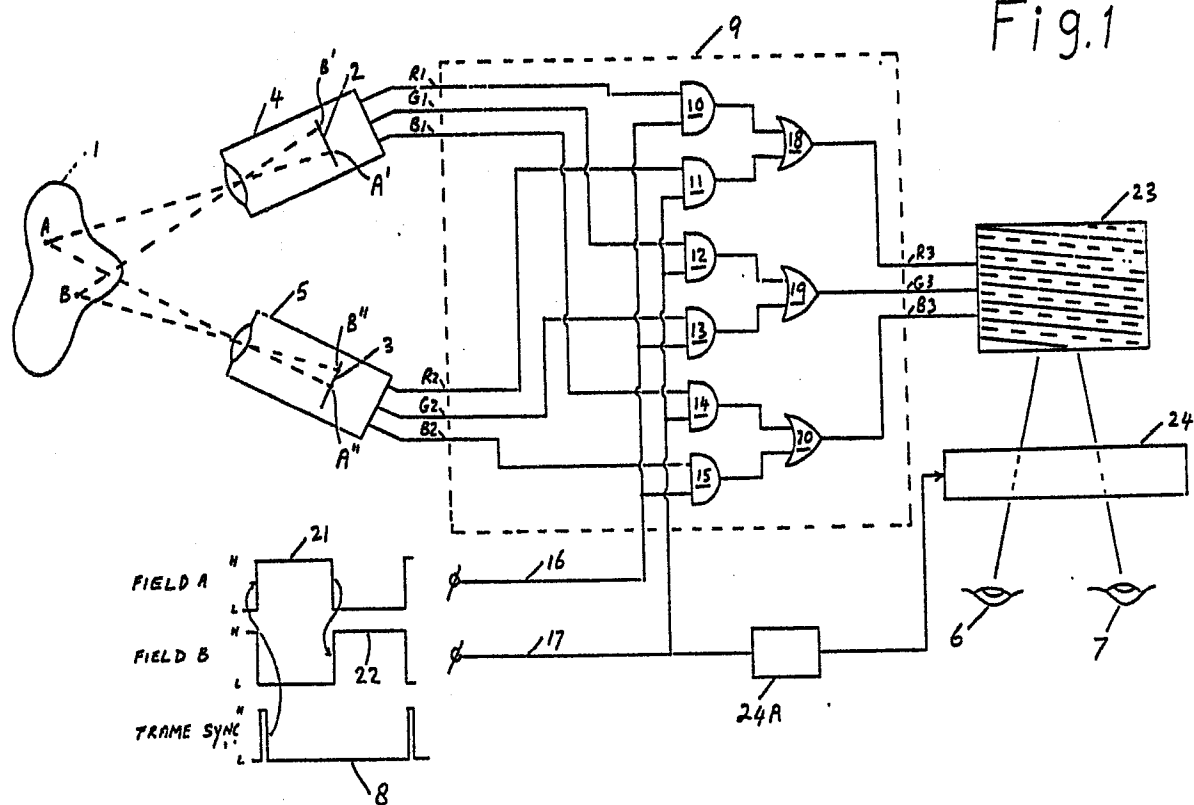 Fig.1
9
B' 2
4
R1
G1
B1
1
A'
A
B
10
11
12
13
14
15
18
19
20
23
R3
G3
B3
5
B" 3
R2
G2
B2
A"
24
21
FIELD A H L
16
FIELD B H L
22
17
6
7
24A
FRAME SYNC H L
8